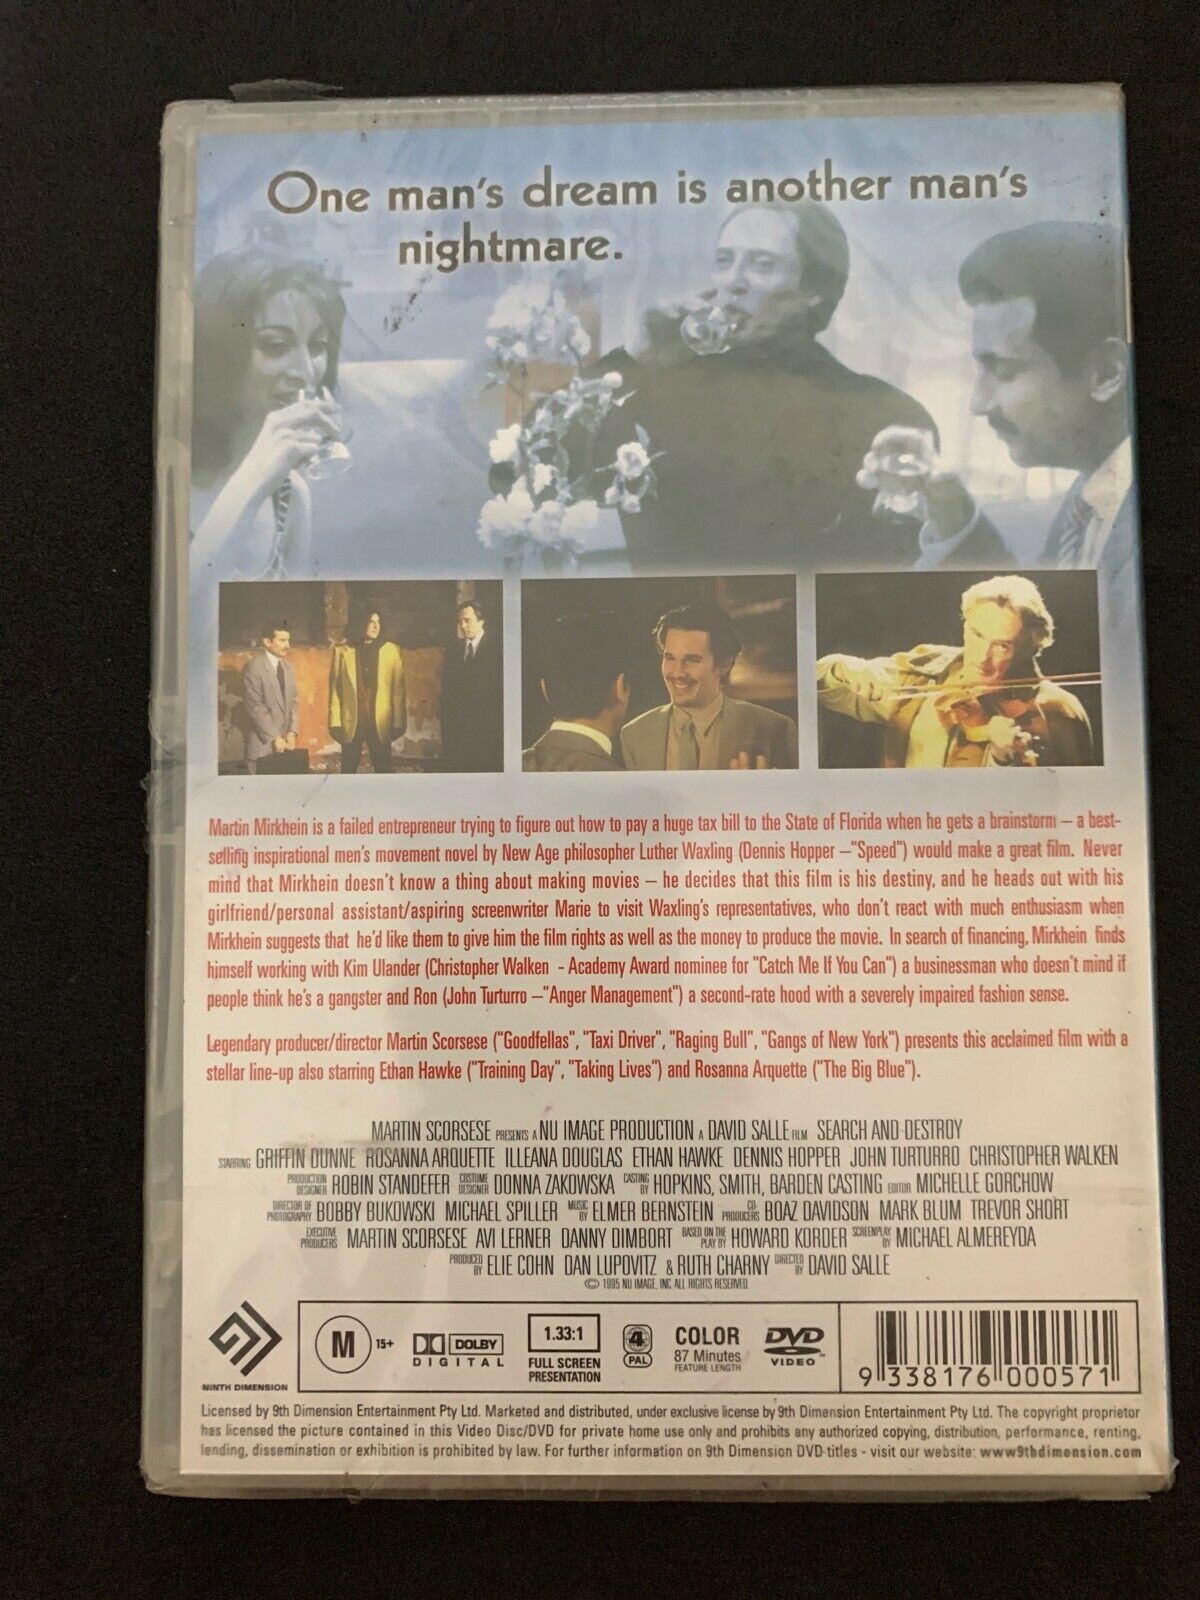 One man's dream is another man's
nightmare.
Martin Mirkhein is a failed entrepreneur trying to figure out how to pay a huge tax bill to the State of Florida when he gets a brainstorm – a best-
selling inspirational men's movement novel by New Age philosopher Luther Waxling (Dennis Hopper –"Speed") would make a great film. Never
mind that Mirkhein doesn't know a thing about making movies – he decides that this film is his destiny, and he heads out with his
girlfriend/personal assistant/aspiring screenwriter Marie to visit Waxling's representatives, who don't react with much enthusiasm when
Mirkhein suggests that he'd like them to give him the film rights as well as the money to produce the movie. In search of financing, Mirkhein finds
himself working with Kim Ulander (Christopher Walken - Academy Award nominee for "Catch Me If You Can") a businessman who doesn't mind if
people think he's a gangster and Ron (John Turturro –"Anger Management") a second-rate hood with a severely impaired fashion sense.
Legendary producer/director Martin Scorsese ("Goodfellas", "Taxi Driver", "Raging Bull", "Gangs of New York") presents this acclaimed film with a
stellar line-up also starring Ethan Hawke ("Training Day", "Taking Lives") and Rosanna Arquette ("The Big Blue").
MARTIN SCORSESE PRESENTS A NU IMAGE PRODUCTION A DAVID SALLE FILM SEARCH AND DESTROY
STARRING GRIFFIN DUNNE ROSANNA ARQUETTE ILLEANA DOUGLAS ETHAN HAWKE DENNIS HOPPER JOHN TURTURRO CHRISTOPHER WALKEN
PRODUCTION DESIGNER ROBIN STANDEFER COSTUME DESIGNER DONNA ZAKOWSKA CASTING BY HOPKINS, SMITH, BARDEN CASTING EDITOR MICHELLE GORCHOW
DIRECTOR OF PHOTOGRAPHY BOBBY BUKOWSKI MICHAEL SPILLER MUSIC BY ELMER BERNSTEIN CO PRODUCERS BOAZ DAVIDSON MARK BLUM TREVOR SHORT
EXECUTIVE PRODUCERS MARTIN SCORSESE AVI LERNER DANNY DIMBORT BASED ON THE PLAY BY HOWARD KORDER SCREENPLAY BY MICHAEL ALMEREYDA
PRODUCED BY ELIE COHN DAN LUPOVITZ & RUTH CHARNY DIRECTED BY DAVID SALLE
© 1995 NU IMAGE, INC. ALL RIGHTS RESERVED.
NINTH DIMENSION
M 15+
DOLBY
DIGITAL
1.33:1
FULL SCREEN
PRESENTATION
4
PAL
COLOR
87 Minutes
FEATURE LENGTH
DVD
VIDEO
9 338176 000571
Licensed by 9th Dimension Entertainment Pty Ltd. Marketed and distributed, under exclusive license by 9th Dimension Entertainment Pty Ltd. The copyright proprietor
has licensed the picture contained in this Video Disc/DVD for private home use only and prohibits any authorized copying, distribution, performance, renting,
lending, dissemination or exhibition is prohibited by law. For further information on 9th Dimension DVD titles - visit our website: www9thdimension.com